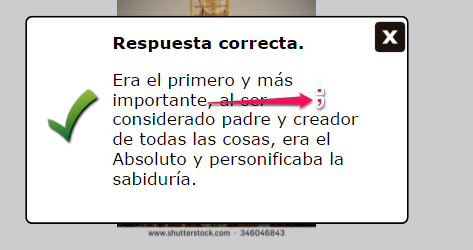 Respuesta correcta.
X
Era el primero y más
importante, al ser ;
considerado padre y creador
de todas las cosas, era el
Absoluto y personificaba la
sabiduría.
www.shutterstock.com · 346046843